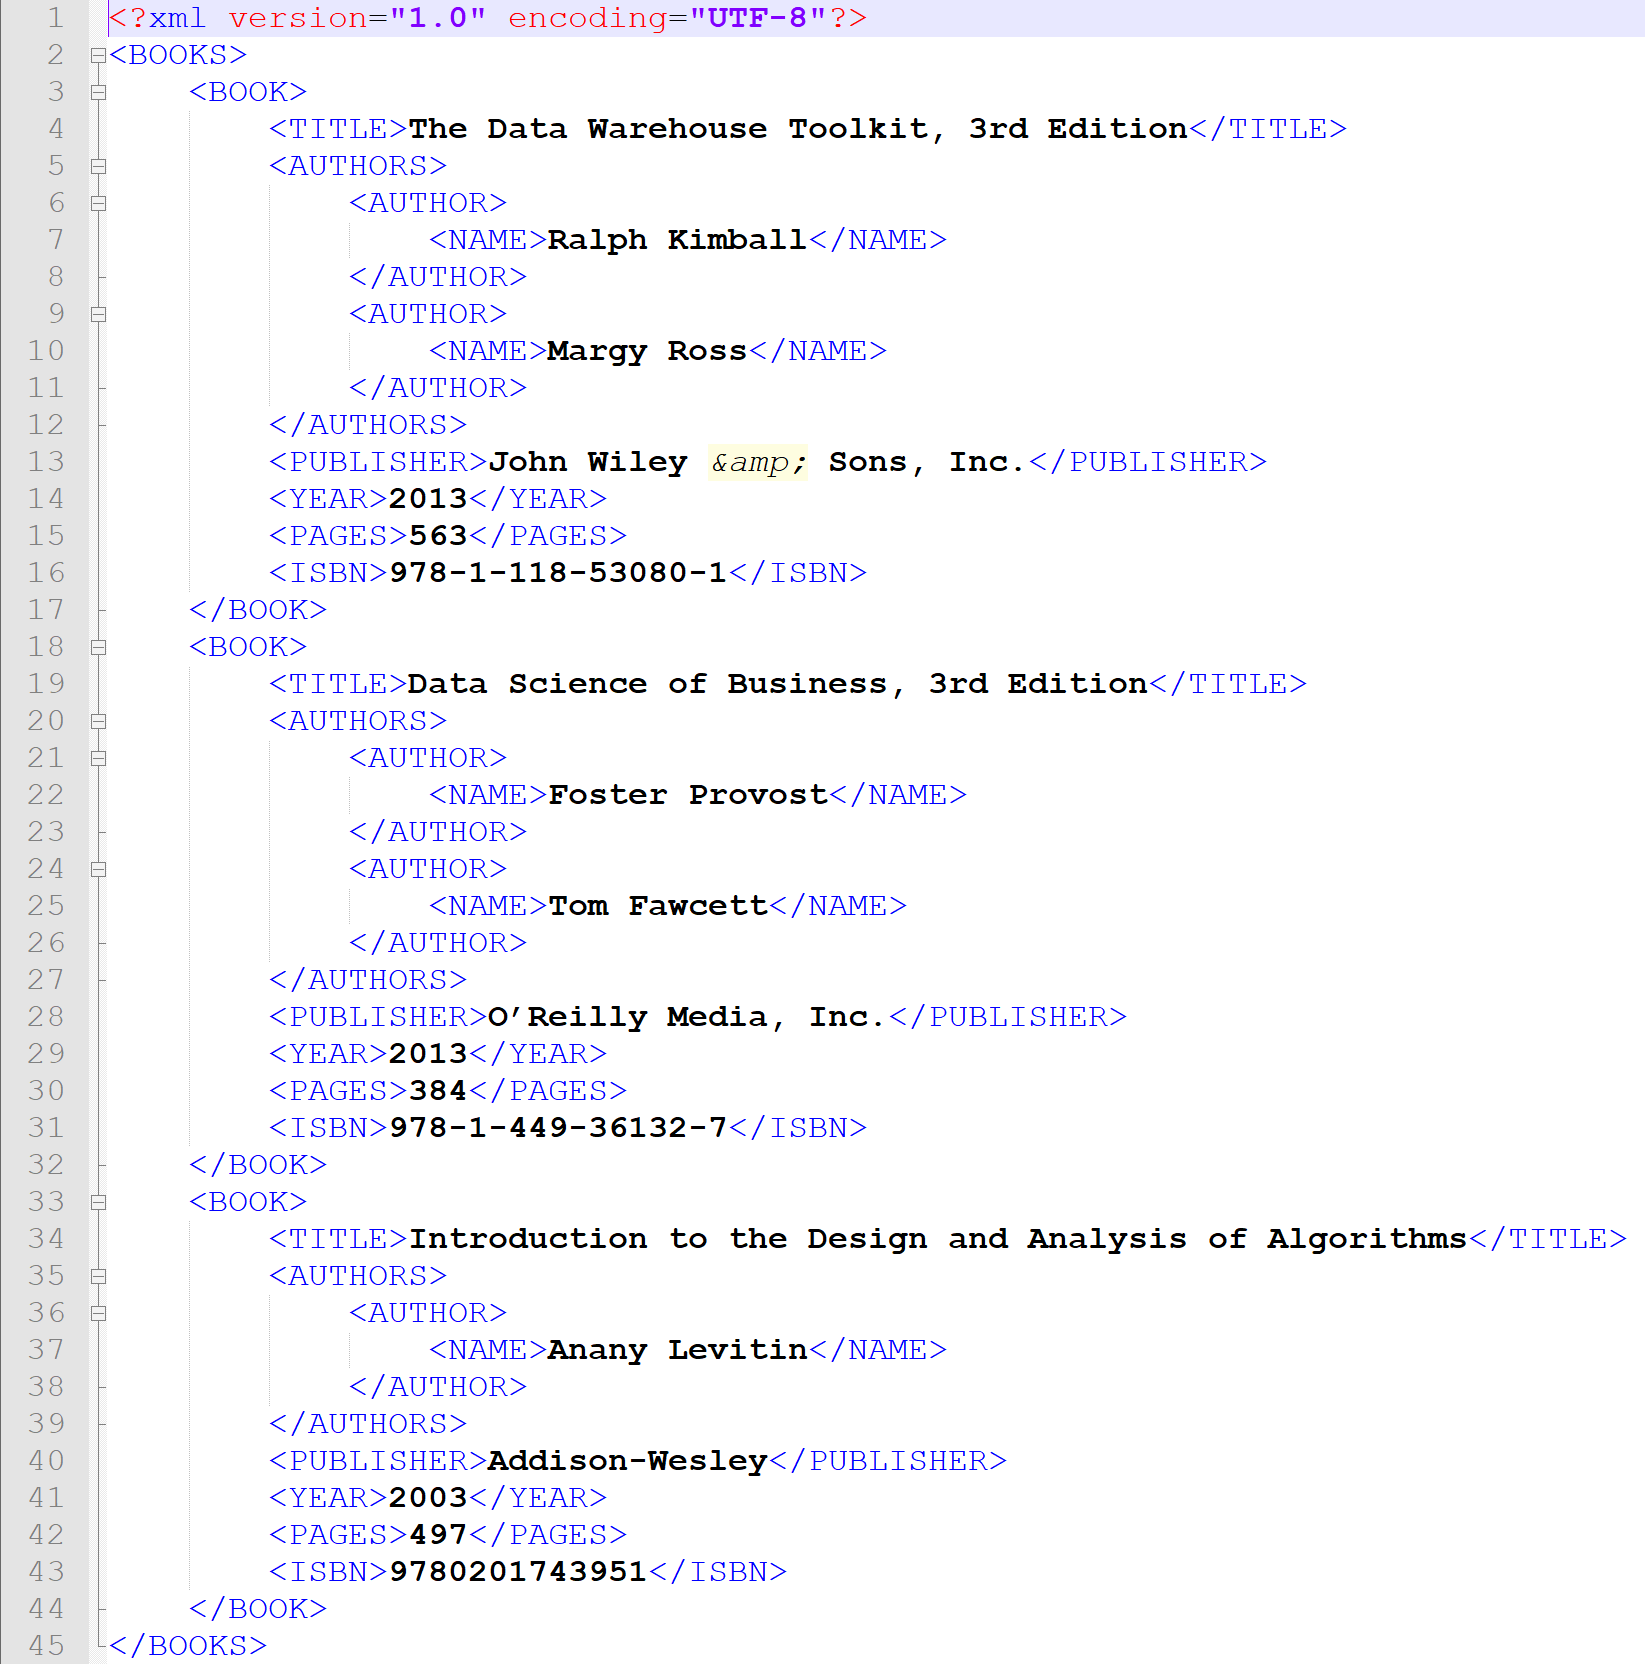 1 <?xml version="1.0" encoding="UTF-8"?>
2 <BOOKS>
3     <BOOK>
4         <TITLE>The Data Warehouse Toolkit, 3rd Edition</TITLE>
5         <AUTHORS>
6             <AUTHOR>
7                 <NAME>Ralph Kimball</NAME>
8             </AUTHOR>
9             <AUTHOR>
10                 <NAME>Margy Ross</NAME>
11             </AUTHOR>
12         </AUTHORS>
13         <PUBLISHER>John Wiley &amp; Sons, Inc.</PUBLISHER>
14         <YEAR>2013</YEAR>
15         <PAGES>563</PAGES>
16         <ISBN>978-1-118-53080-1</ISBN>
17     </BOOK>
18     <BOOK>
19         <TITLE>Data Science of Business, 3rd Edition</TITLE>
20         <AUTHORS>
21             <AUTHOR>
22                 <NAME>Foster Provost</NAME>
23             </AUTHOR>
24             <AUTHOR>
25                 <NAME>Tom Fawcett</NAME>
26             </AUTHOR>
27         </AUTHORS>
28         <PUBLISHER>O’Reilly Media, Inc.</PUBLISHER>
29         <YEAR>2013</YEAR>
30         <PAGES>384</PAGES>
31         <ISBN>978-1-449-36132-7</ISBN>
32     </BOOK>
33     <BOOK>
34         <TITLE>Introduction to the Design and Analysis of Algorithms</TITLE>
35         <AUTHORS>
36             <AUTHOR>
37                 <NAME>Anany Levitin</NAME>
38             </AUTHOR>
39         </AUTHORS>
40         <PUBLISHER>Addison-Wesley</PUBLISHER>
41         <YEAR>2003</YEAR>
42         <PAGES>497</PAGES>
43         <ISBN>9780201743951</ISBN>
44     </BOOK>
45 </BOOKS>